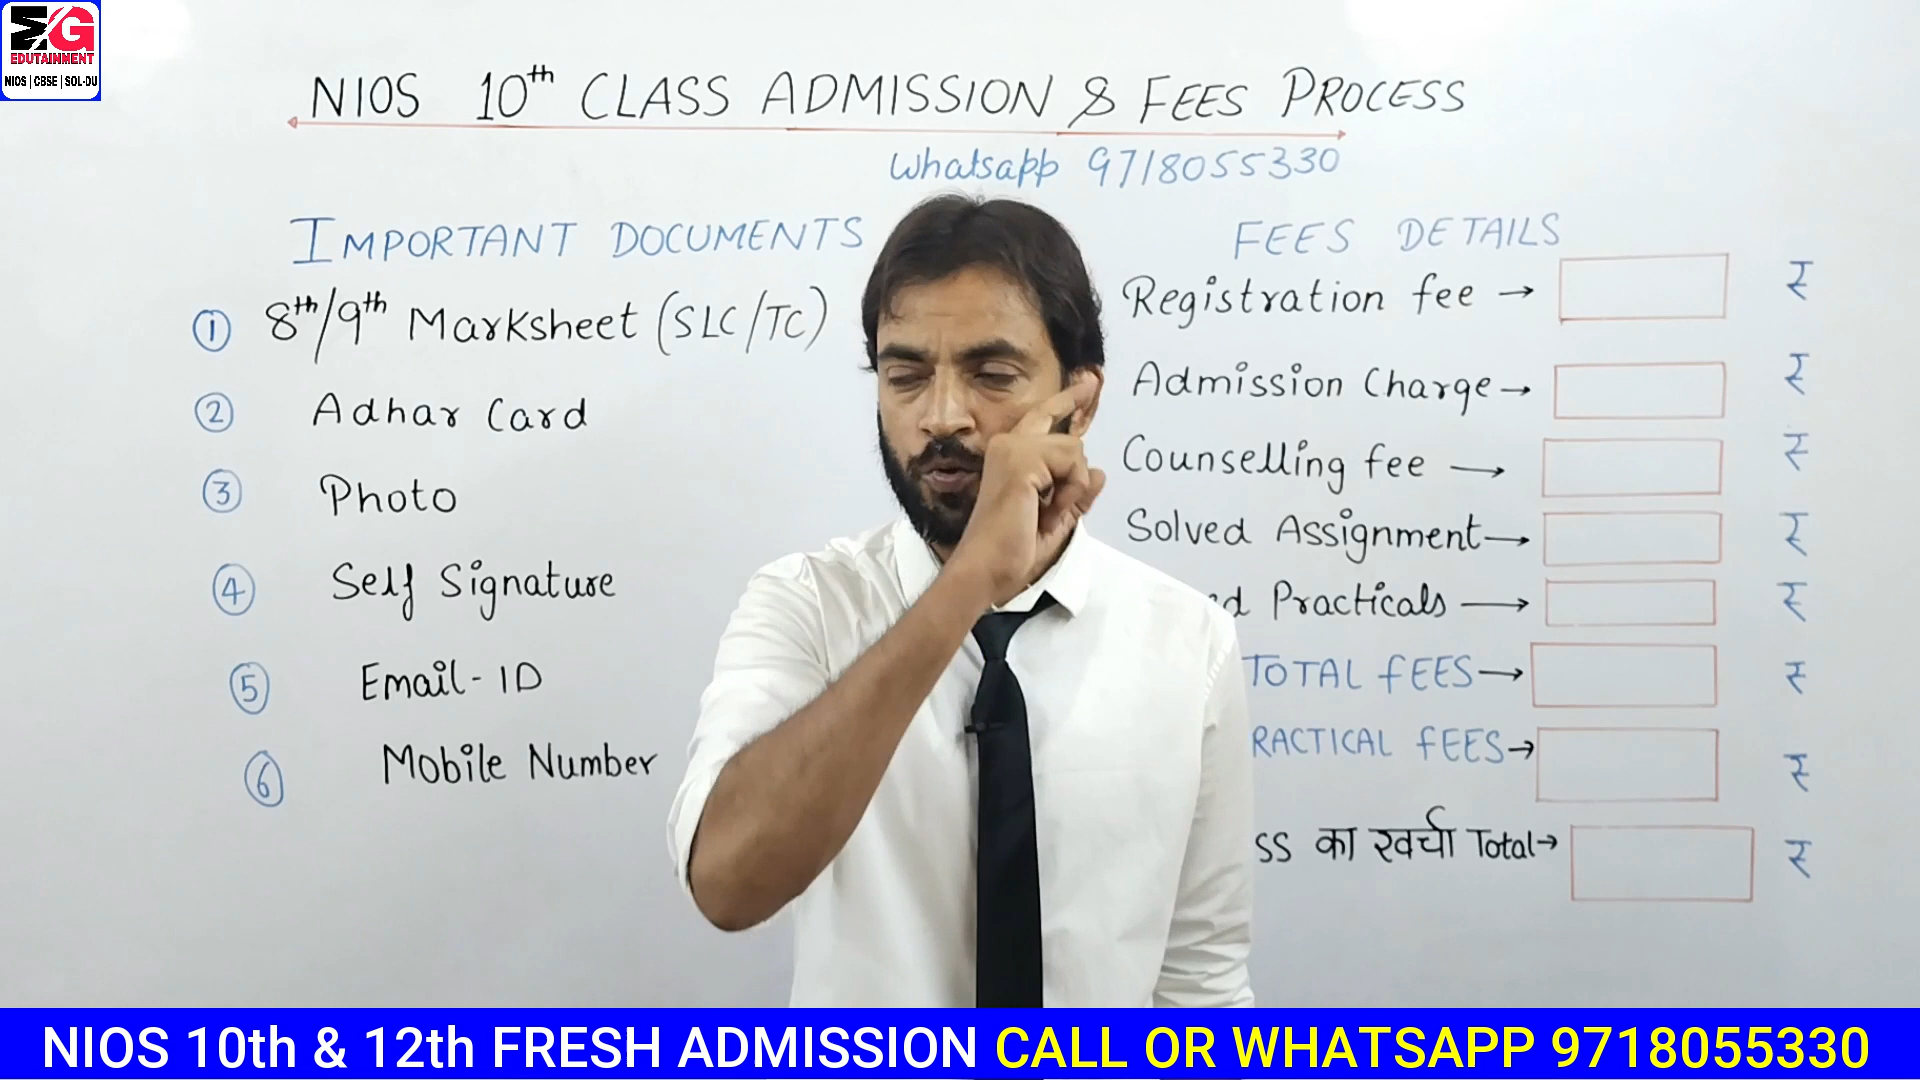 SG
EDUTAINMENT
NIOS | CBSE | SOL-DU
NIOS 10th CLASS ADMISSION & FEES PROCESS
Whatsapp 9718055330
IMPORTANT DOCUMENTS
① 8th/9th Marksheet (SLC/TC)
② Adhar Card
③ Photo
④ Self Signature
⑤ Email-ID
⑥ Mobile Number
FEES DETAILS
Registration fee → ₹
Admission Charge → ₹
Counselling fee → ₹
Solved Assignment → ₹
Practicals → ₹
TOTAL FEES → ₹
RACTICAL FEES → ₹
SS का खर्चा Total → ₹
NIOS 10th & 12th FRESH ADMISSION CALL OR WHATSAPP 9718055330